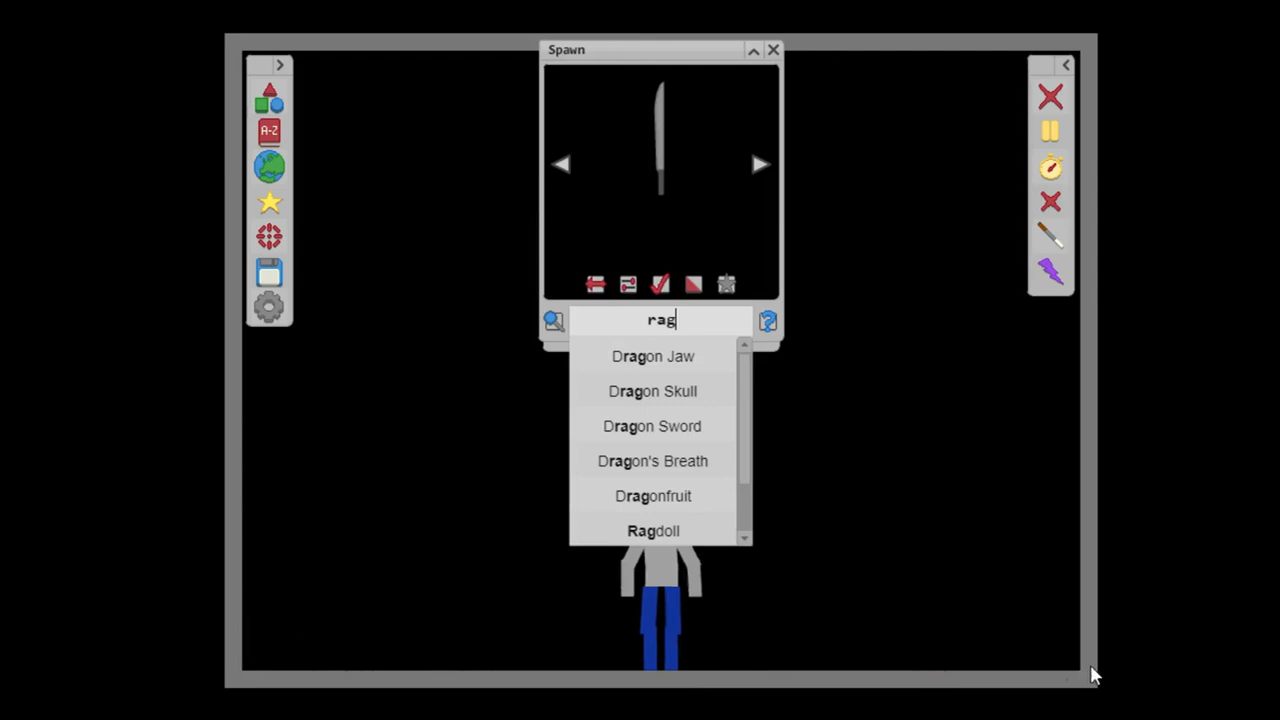 Spawn
A-Z
rag
Dragon Jaw
Dragon Skull
Dragon Sword
Dragon's Breath
Dragonfruit
Ragdoll